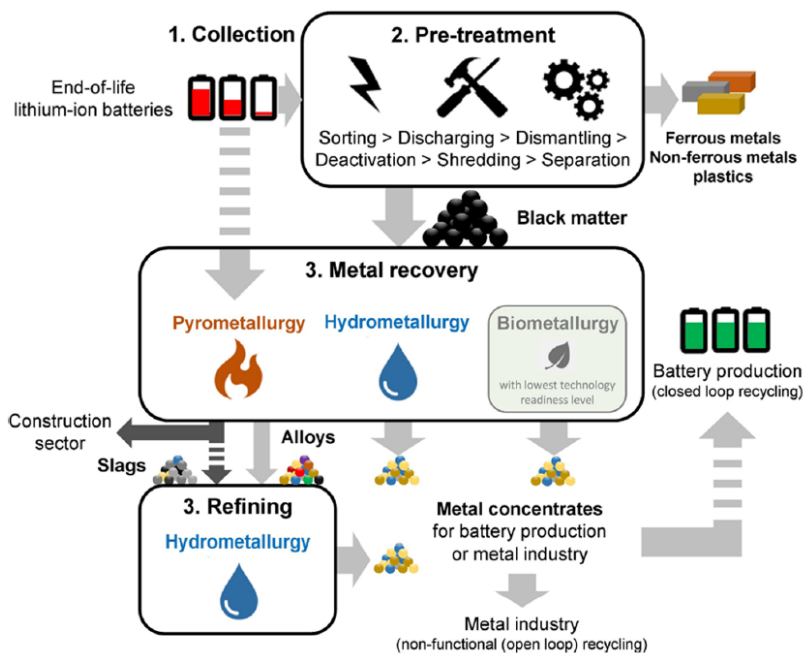 1. Collection
2. Pre-treatment
End-of-life
lithium-ion batteries
Sorting > Discharging > Dismantling >
Deactivation > Shredding > Separation
Ferrous metals
Non-ferrous metals
plastics
Black matter
3. Metal recovery
Pyrometallurgy
Hydrometallurgy
Biometallurgy
with lowest technology
readiness level
Battery production
(closed loop recycling)
Construction
sector
Slags
Alloys
3. Refining
Hydrometallurgy
Metal concentrates
for battery production
or metal industry
Metal industry
(non-functional (open loop) recycling)